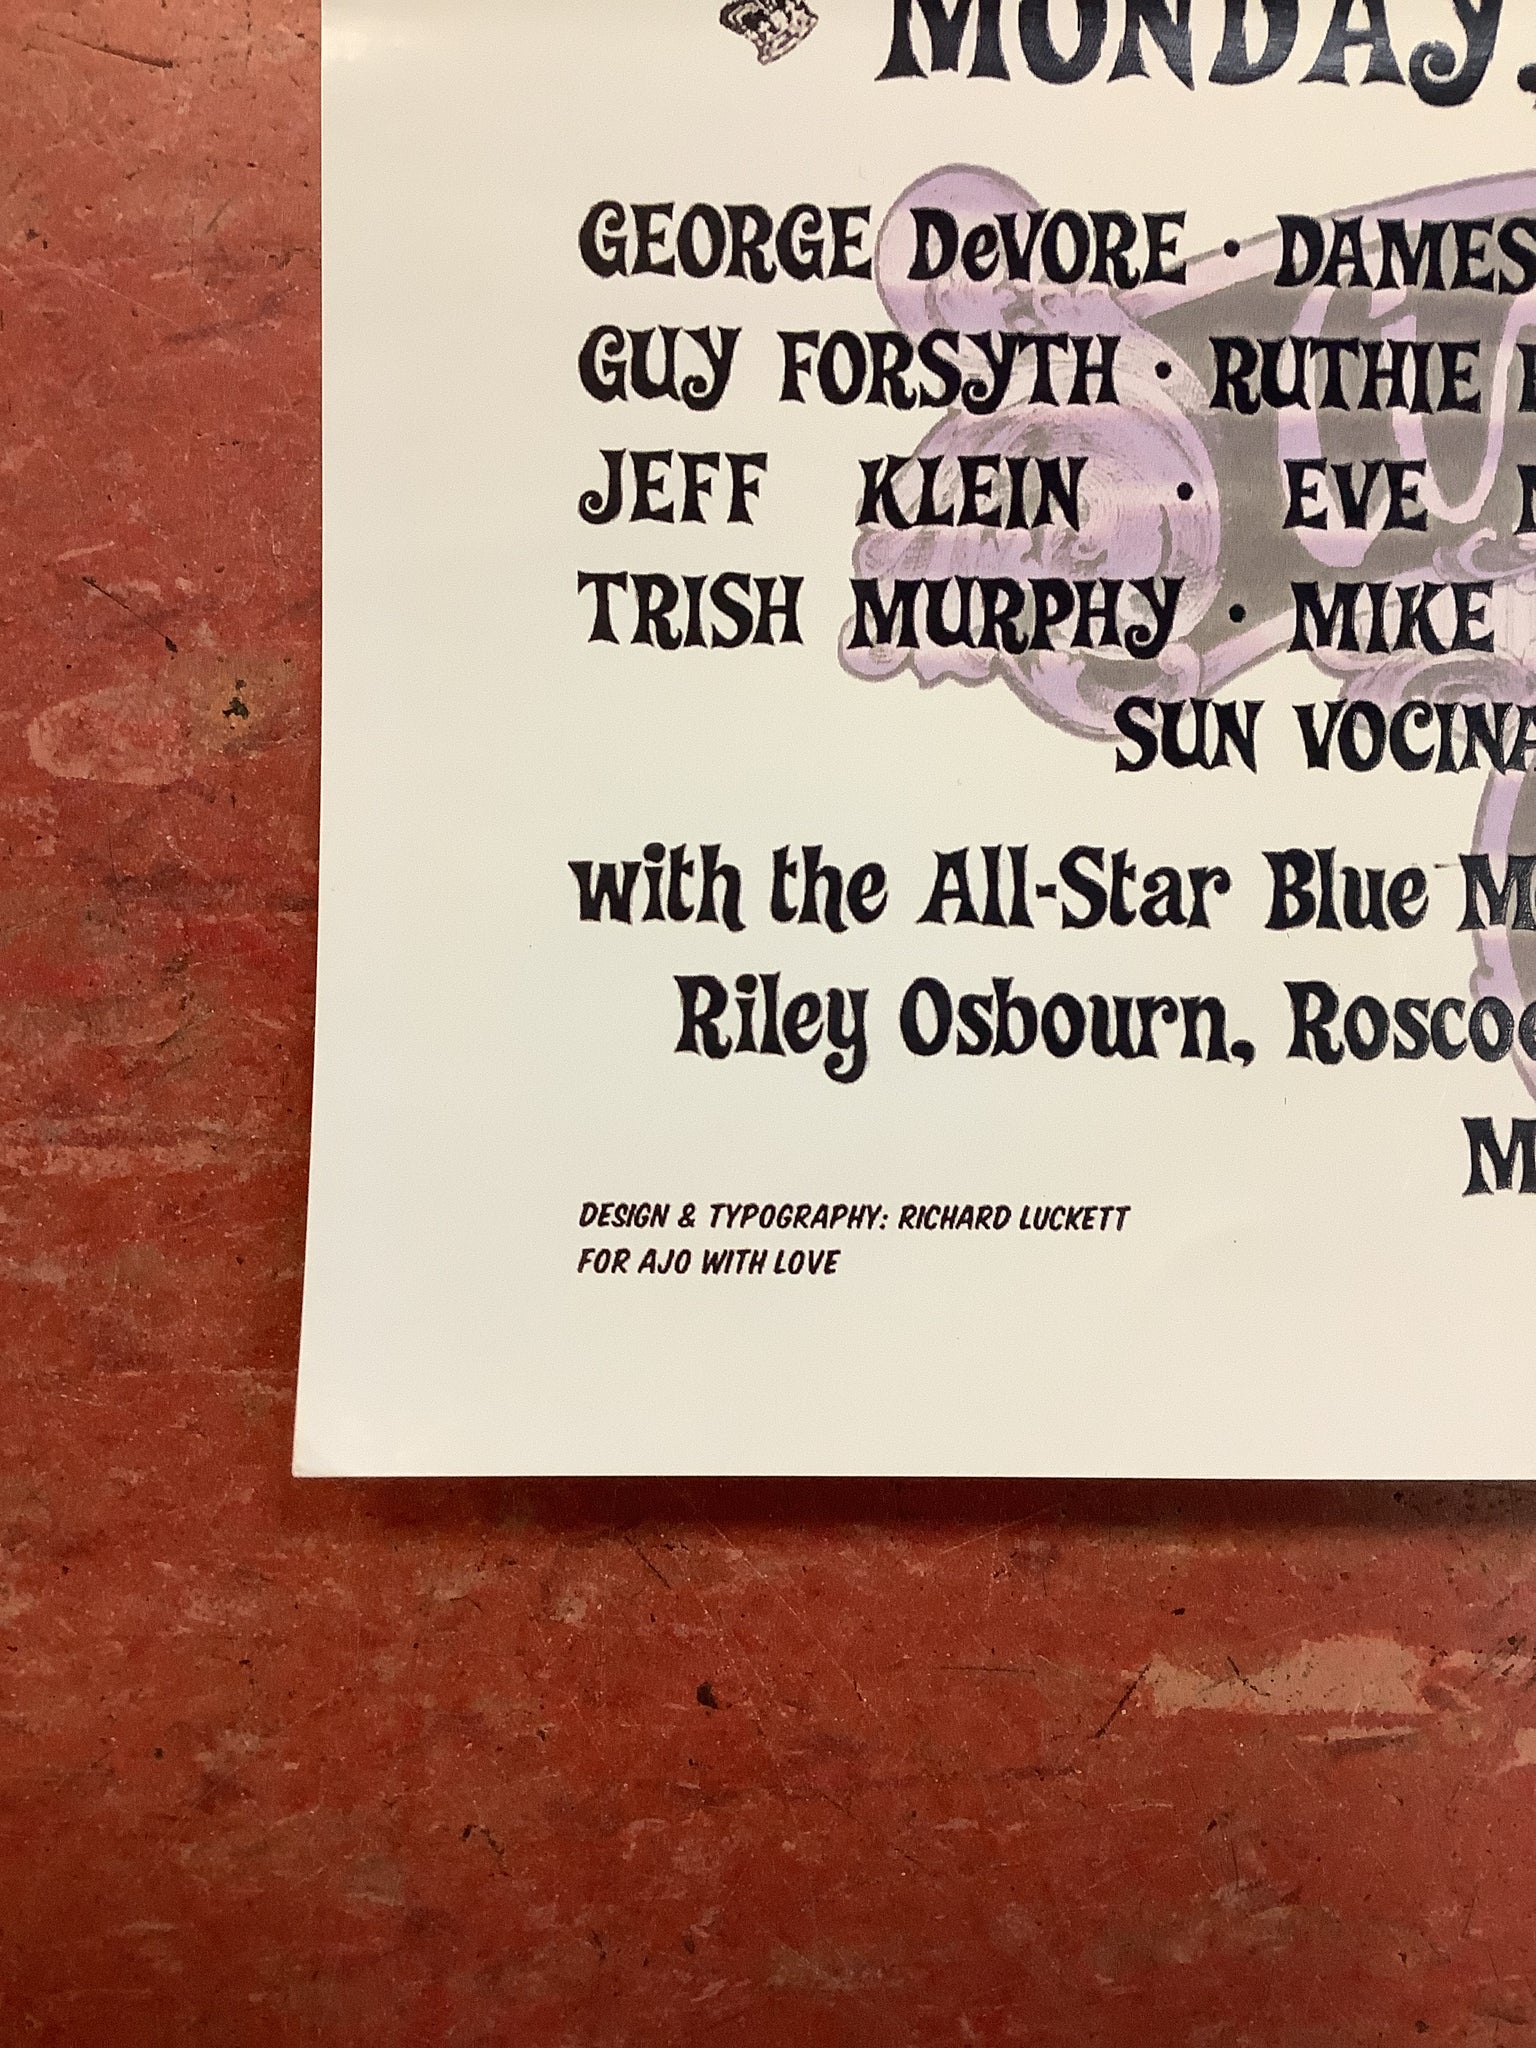 MONDAY,
GEORGE DeVORE • DAMES
GUY FORSYTH • RUTHIE
JEFF KLEIN • EVE
TRISH MURPHY • MIKE
SUN VOCINA
with the All-Star Blue
Riley Osbourn, Roscoe
DESIGN & TYPOGRAPHY: RICHARD LUCKETT
FOR AJO WITH LOVE